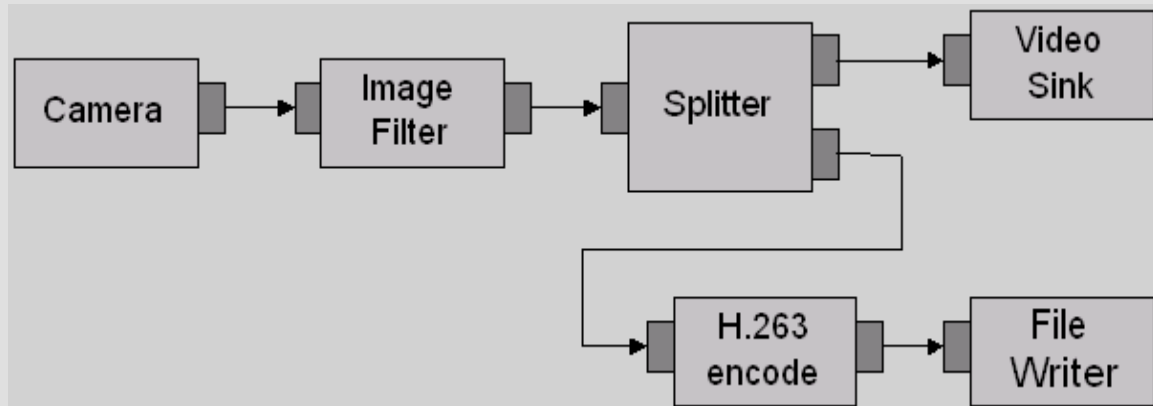 Camera
Image
Filter
Splitter
Video
Sink
H.263
encode
File
Writer